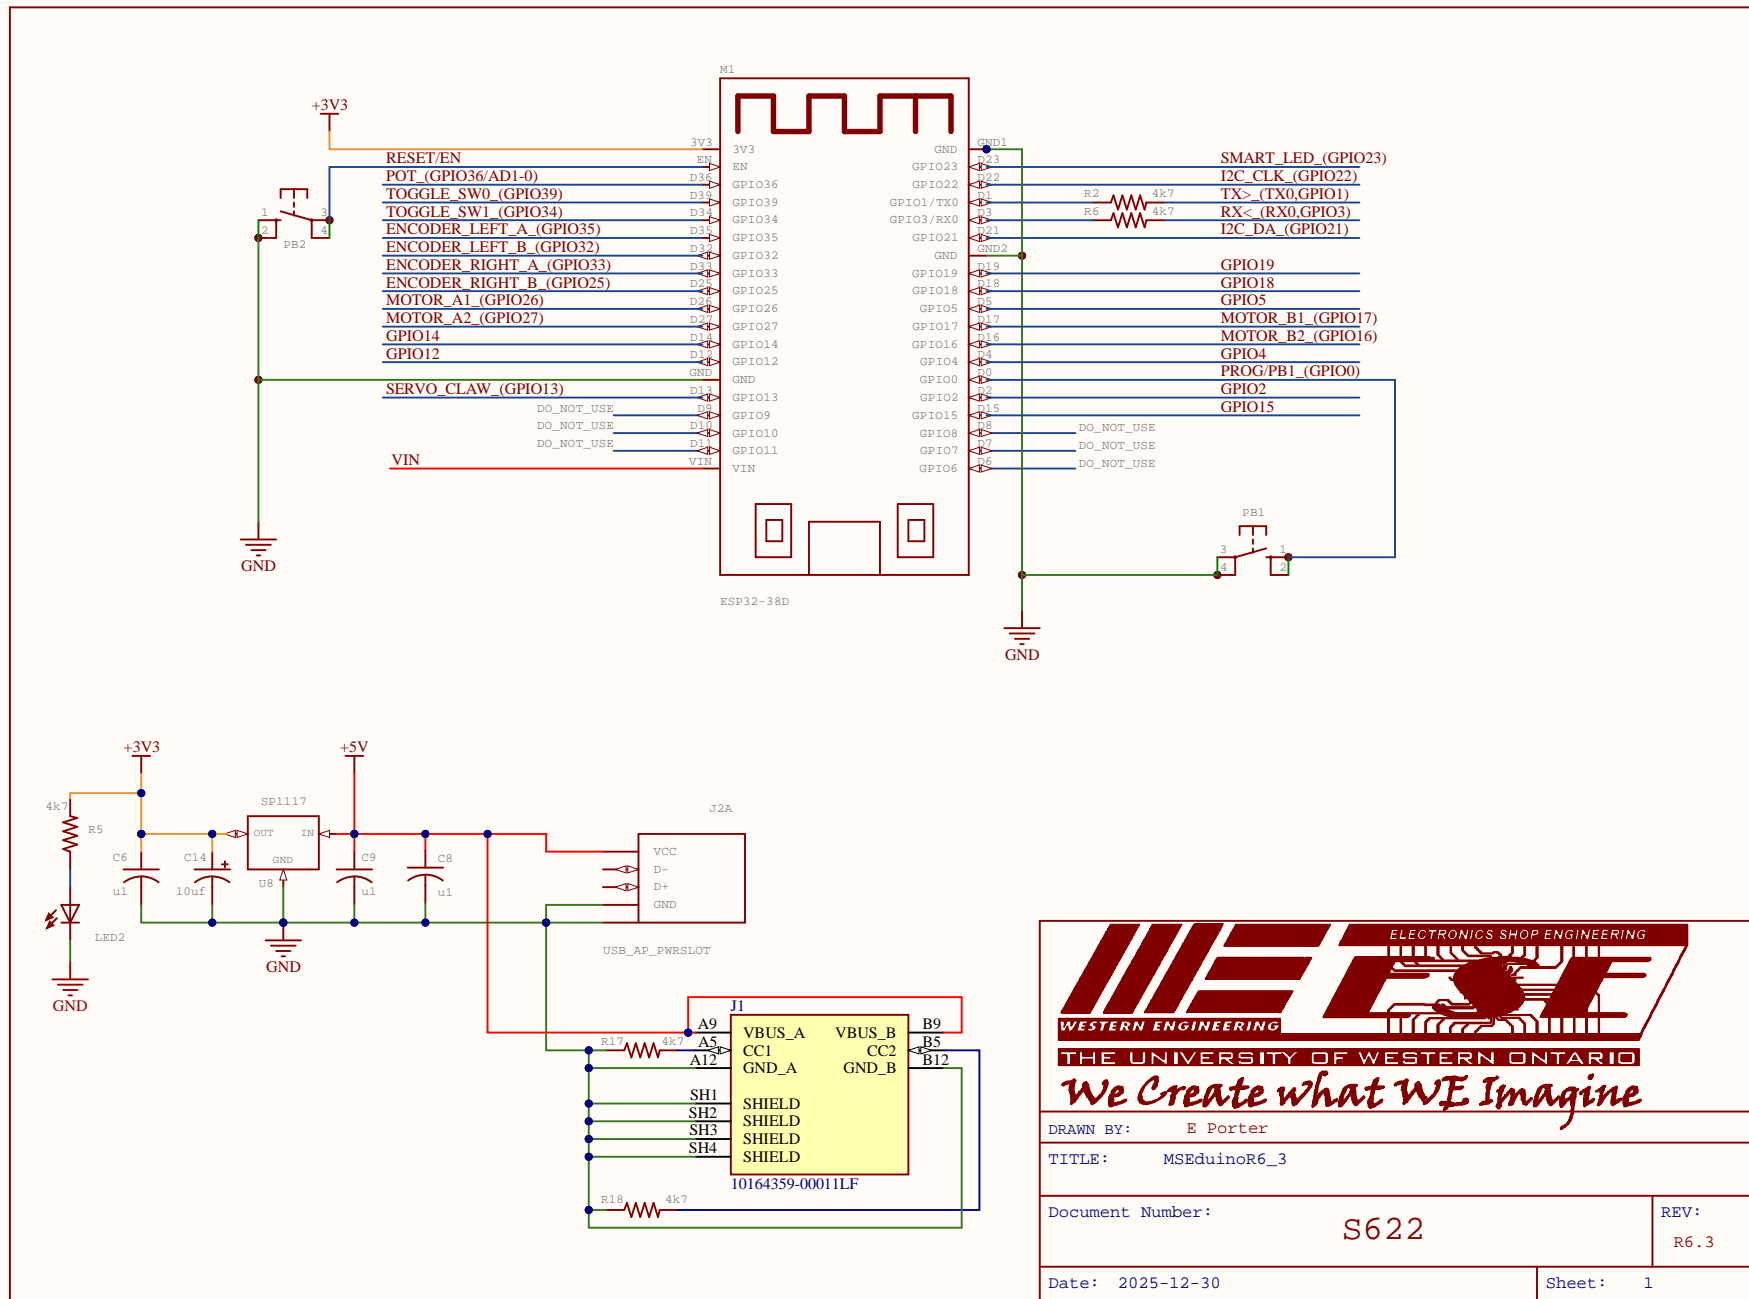 M1
+3V3
3V3 3V3 GND GND1
RESET/EN EN EN GPIO23 D23 SMART_LED_(GPIO23)
POT_(GPIO36/AD1-0) D36 GPIO36 GPIO22 D22 I2C_CLK_(GPIO22)
TOGGLE_SW0_(GPIO39) D39 GPIO39 GPIO1/TX0 D1 R2 4k7 TX>_(TX0,GPIO1)
TOGGLE_SW1_(GPIO34) D34 GPIO34 GPIO3/RX0 D3 R6 4k7 RX<_(RX0,GPIO3)
ENCODER_LEFT_A_(GPIO35) D35 GPIO35 GPIO21 D21 I2C_DA_(GPIO21)
ENCODER_LEFT_B_(GPIO32) D32 GPIO32 GND GND2
ENCODER_RIGHT_A_(GPIO33) D33 GPIO33 GPIO19 D19 GPIO19
ENCODER_RIGHT_B_(GPIO25) D25 GPIO25 GPIO18 D18 GPIO18
MOTOR_A1_(GPIO26) D26 GPIO26 GPIO5 D5 GPIO5
MOTOR_A2_(GPIO27) D27 GPIO27 GPIO17 D17 MOTOR_B1_(GPIO17)
GPIO14 D14 GPIO14 GPIO16 D16 MOTOR_B2_(GPIO16)
GPIO12 D12 GPIO12 GPIO4 D4 GPIO4
GND GND GPIO0 D0 PROG/PB1_(GPIO0)
SERVO_CLAW_(GPIO13) D13 GPIO13 GPIO2 D2 GPIO2
DO_NOT_USE D9 GPIO9 GPIO15 D15 GPIO15
DO_NOT_USE D10 GPIO10 GPIO8 D8 DO_NOT_USE
DO_NOT_USE D11 GPIO11 GPIO7 D7 DO_NOT_USE
VIN VIN VIN GPIO6 D6 DO_NOT_USE
1 3
2 4
PB2
GND
PB1
3 1
4 2
ESP32-38D
GND
+3V3 +5V
4k7 R5
SP1117
OUT IN
GND
U8
C6 u1
C14 + 10uf
C9 u1
C8 u1
LED2
GND
GND
J2A
VCC
D-
D+
GND
USB_AP_PWRSLOT
J1
A9 VBUS_A VBUS_B B9
R17 4k7 A5 CC1 CC2 B5
A12 GND_A GND_B B12
SH1 SHIELD
SH2 SHIELD
SH3 SHIELD
SH4 SHIELD
10164359-00011LF
R18 4k7
ELECTRONICS SHOP ENGINEERING
WE ESE
WESTERN ENGINEERING
THE UNIVERSITY OF WESTERN ONTARIO
We Create what WE Imagine
DRAWN BY: E Porter
TITLE: MSEduinoR6_3
Document Number: S622
REV: R6.3
Date: 2025-12-30
Sheet: 1